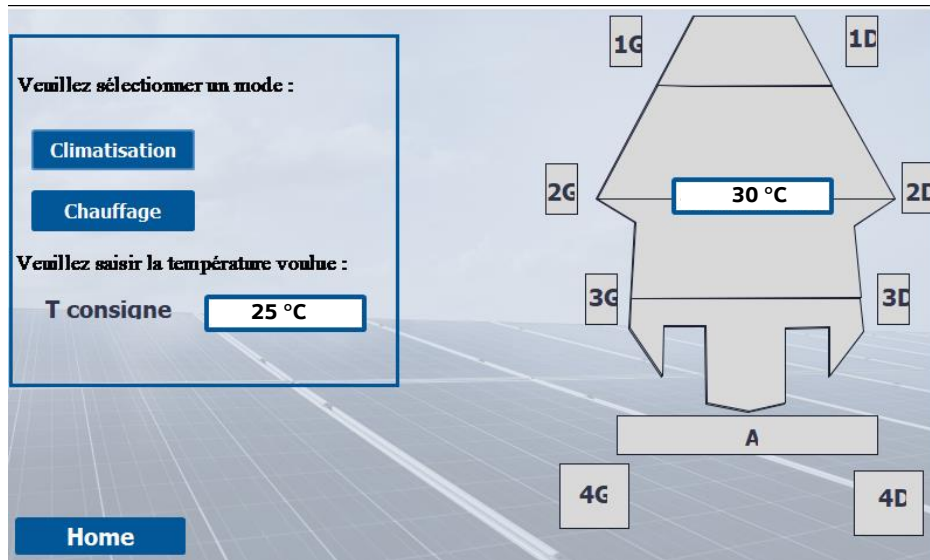 Veuillez sélectionner un mode :
Climatisation
Chauffage
Veuillez saisir la température voulue :
T consigne
25 °C
Home
1G
1D
2G
30 °C
2D
3G
3D
A
4G
4D